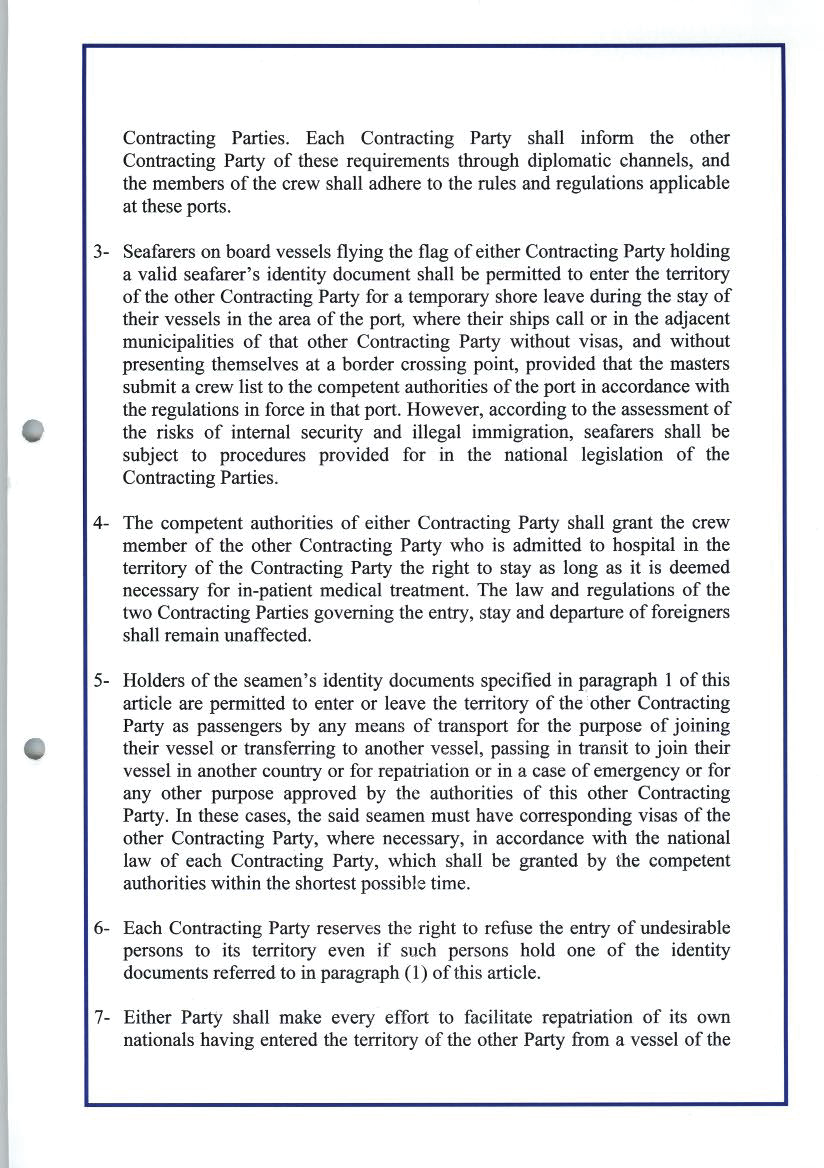 Contracting Parties. Each Contracting Party shall inform the other
Contracting Party of these requirements through diplomatic channels, and
the members of the crew shall adhere to the rules and regulations applicable
at these ports.
3- Seafarers on board vessels flying the flag of either Contracting Party holding
a valid seafarer's identity document shall be permitted to enter the territory
of the other Contracting Party for a temporary shore leave during the stay of
their vessels in the area of the port, where their ships call or in the adjacent
municipalities of that other Contracting Party without visas, and without
presenting themselves at a border crossing point, provided that the masters
submit a crew list to the competent authorities of the port in accordance with
the regulations in force in that port. However, according to the assessment of
the risks of internal security and illegal immigration, seafarers shall be
subject to procedures provided for in the national legislation of the
Contracting Parties.
4- The competent authorities of either Contracting Party shall grant the crew
member of the other Contracting Party who is admitted to hospital in the
territory of the Contracting Party the right to stay as long as it is deemed
necessary for in-patient medical treatment. The law and regulations of the
two Contracting Parties governing the entry, stay and departure of foreigners
shall remain unaffected.
5- Holders of the seamen's identity documents specified in paragraph 1 of this
article are permitted to enter or leave the territory of the other Contracting
Party as passengers by any means of transport for the purpose of joining
their vessel or transferring to another vessel, passing in transit to join their
vessel in another country or for repatriation or in a case of emergency or for
any other purpose approved by the authorities of this other Contracting
Party. In these cases, the said seamen must have corresponding visas of the
other Contracting Party, where necessary, in accordance with the national
law of each Contracting Party, which shall be granted by the competent
authorities within the shortest possible time.
6- Each Contracting Party reserves the right to refuse the entry of undesirable
persons to its territory even if such persons hold one of the identity
documents referred to in paragraph (1) of this article.
7- Either Party shall make every effort to facilitate repatriation of its own
nationals having entered the territory of the other Party from a vessel of the